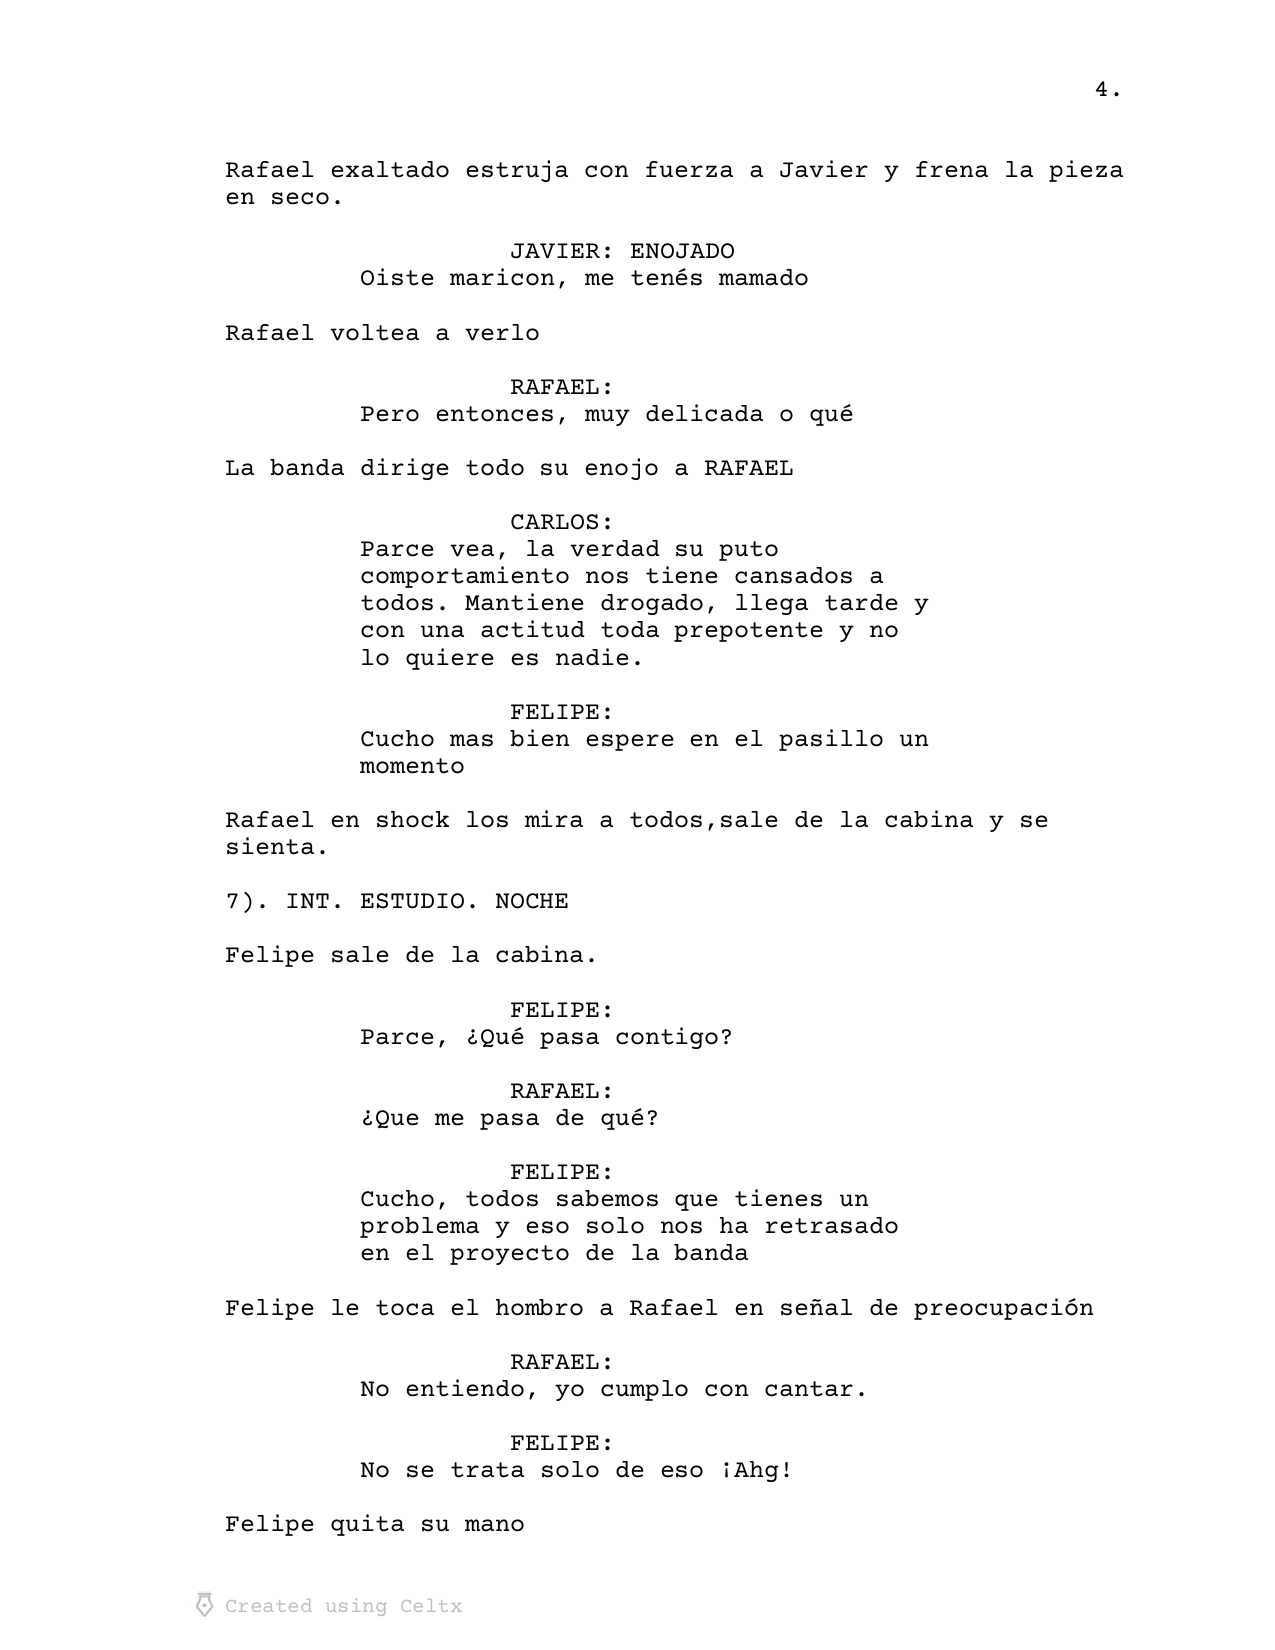 4.
Rafael exaltado estruja con fuerza a Javier y frena la pieza
en seco.
JAVIER: ENOJADO
Oiste maricon, me tenés mamado
Rafael voltea a verlo
RAFAEL:
Pero entonces, muy delicada o qué
La banda dirige todo su enojo a RAFAEL
CARLOS:
Parce vea, la verdad su puto
comportamiento nos tiene cansados a
todos. Mantiene drogado, llega tarde y
con una actitud toda prepotente y no
lo quiere es nadie.
FELIPE:
Cucho mas bien espere en el pasillo un
momento
Rafael en shock los mira a todos,sale de la cabina y se
sienta.
7). INT. ESTUDIO. NOCHE
Felipe sale de la cabina.
FELIPE:
Parce, ¿Qué pasa contigo?
RAFAEL:
¿Que me pasa de qué?
FELIPE:
Cucho, todos sabemos que tienes un
problema y eso solo nos ha retrasado
en el proyecto de la banda
Felipe le toca el hombro a Rafael en señal de preocupación
RAFAEL:
No entiendo, yo cumplo con cantar.
FELIPE:
No se trata solo de eso ¡Ahg!
Felipe quita su mano
Created using Celtx